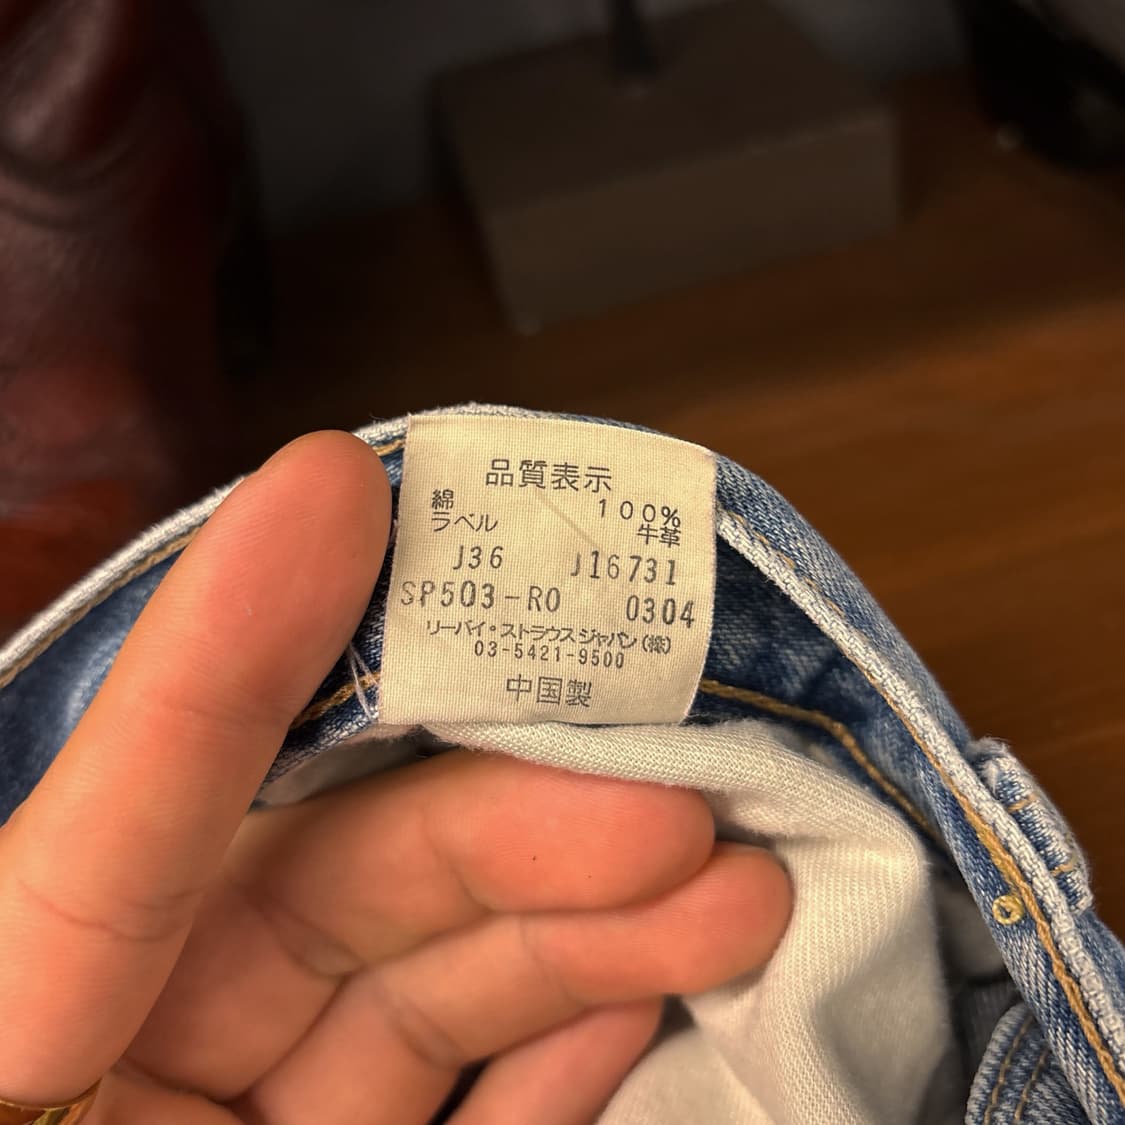 品質表示
綿 100%
ラベル 牛革
J36 J16731
SP503-RO 0304
リーバイ・ストラウスジャパン(株)
03-5421-9500
中国製